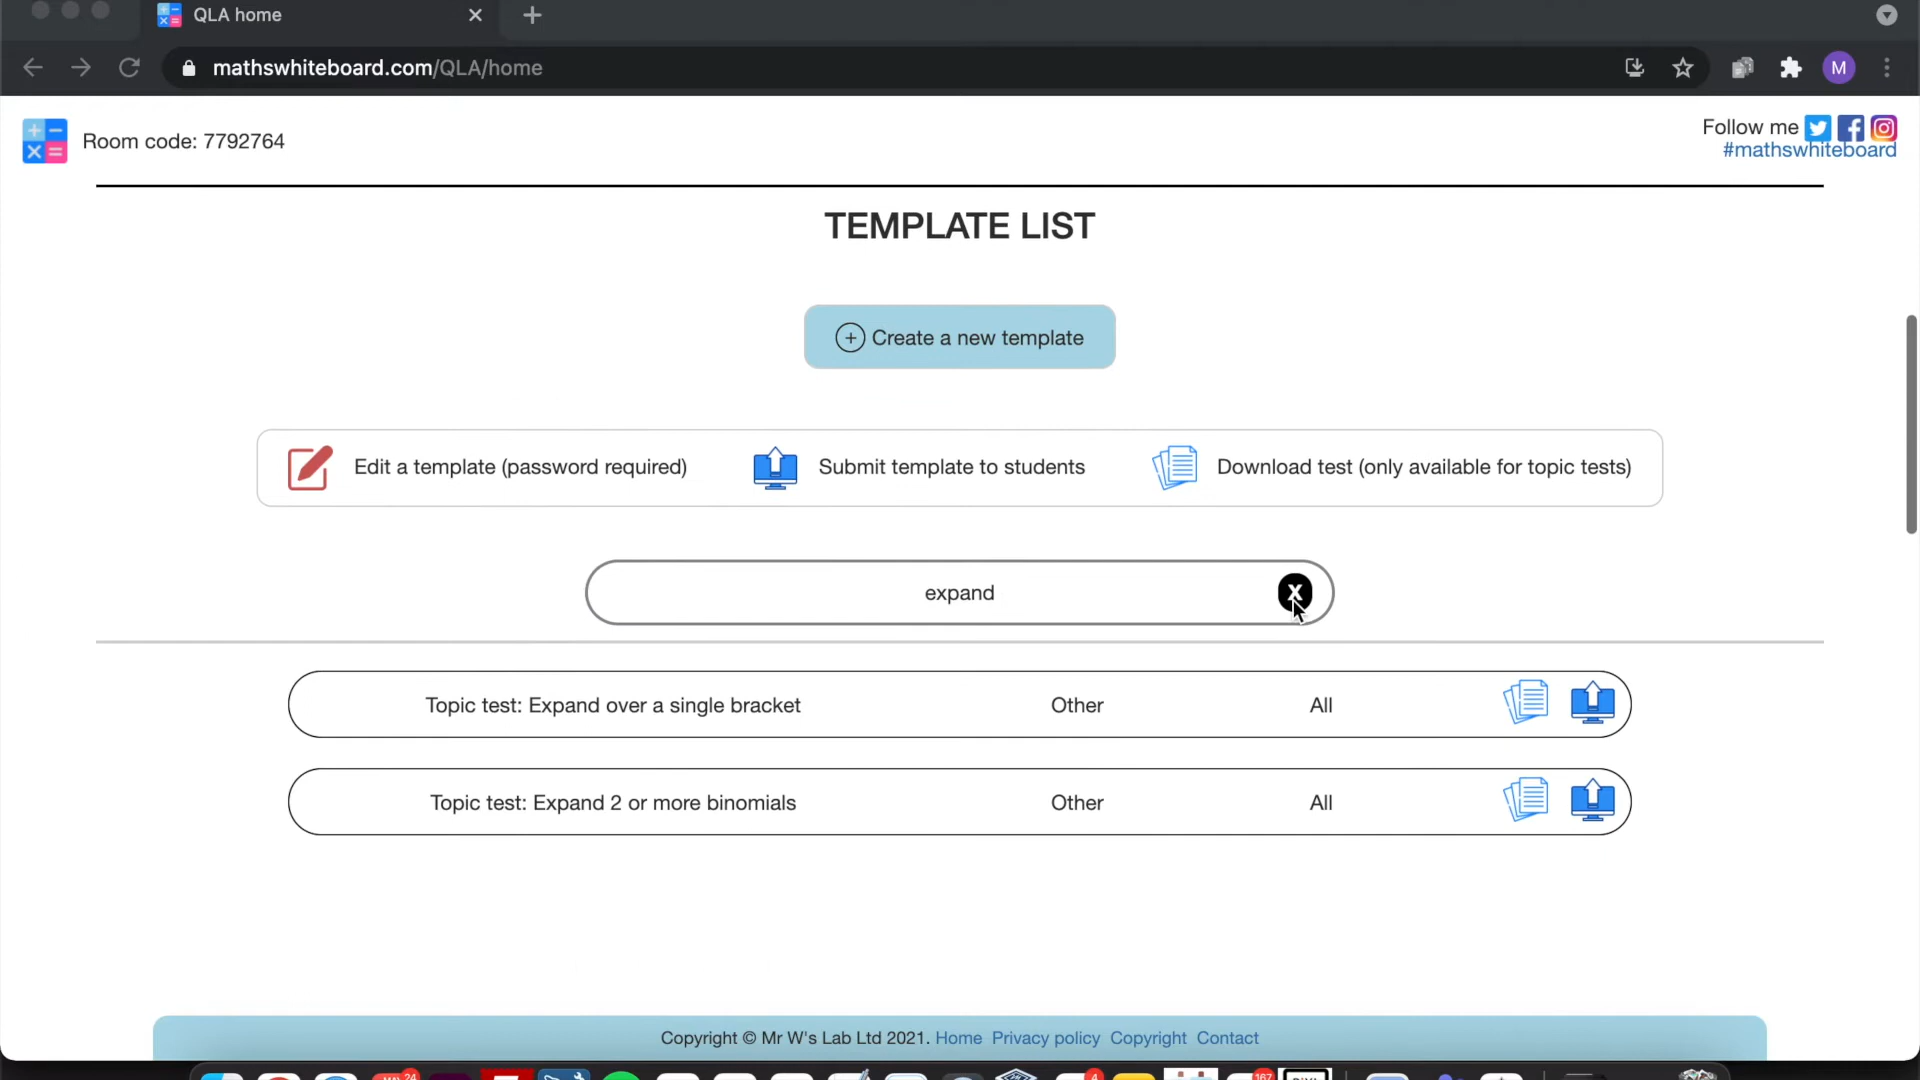 QLA home
mathswhiteboard.com/QLA/home
M
Room code: 7792764
Follow me
#mathswhiteboard
TEMPLATE LIST
Create a new template
Edit a template (password required)
Submit template to students
Download test (only available for topic tests)
expand
X
Topic test: Expand over a single bracket Other All
Topic test: Expand 2 or more binomials Other All
Copyright © Mr W's Lab Ltd 2021. Home Privacy policy Copyright Contact
24
4
167